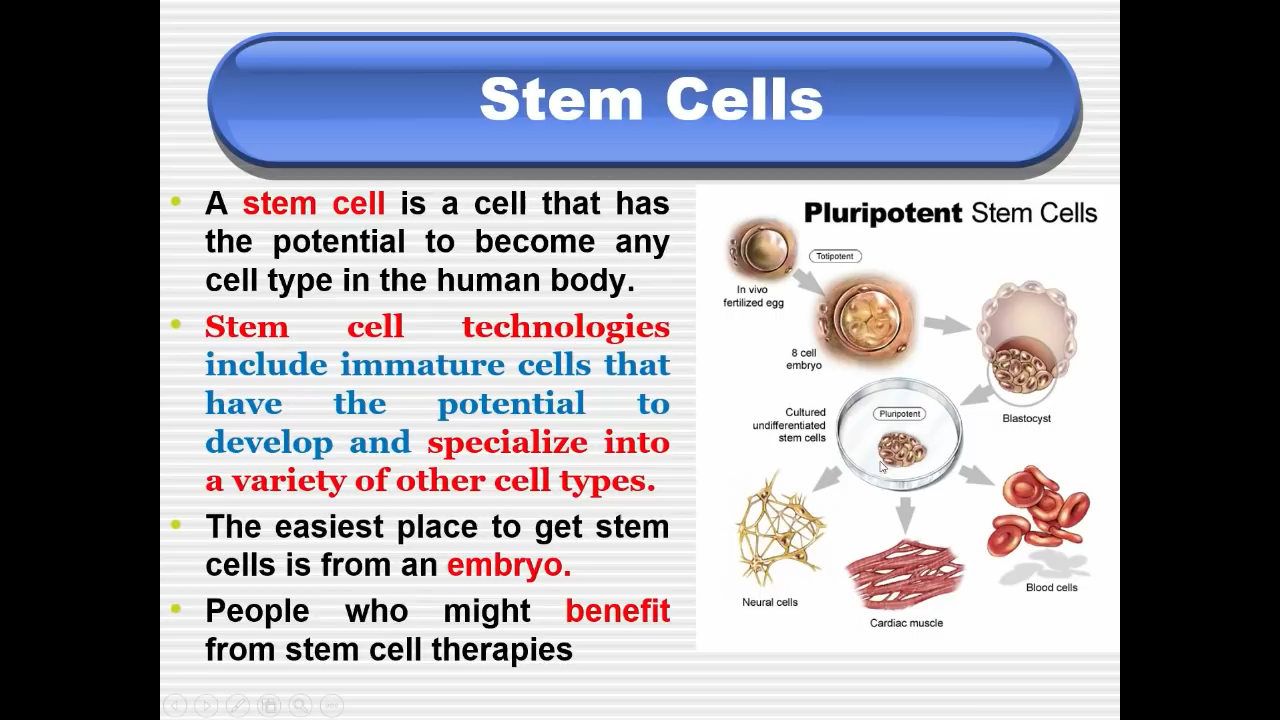 Stem Cells
• A stem cell is a cell that has
the potential to become any
cell type in the human body.
• Stem cell technologies
include immature cells that
have the potential to
develop and specialize into
a variety of other cell types.
• The easiest place to get stem
cells is from an embryo.
• People who might benefit
from stem cell therapies
Pluripotent Stem Cells
Totipotent
In vivo
fertilized egg
8 cell
embryo
Blastocyst
Cultured
undifferentiated
stem cells
Pluripotent
Neural cells
Cardiac muscle
Blood cells